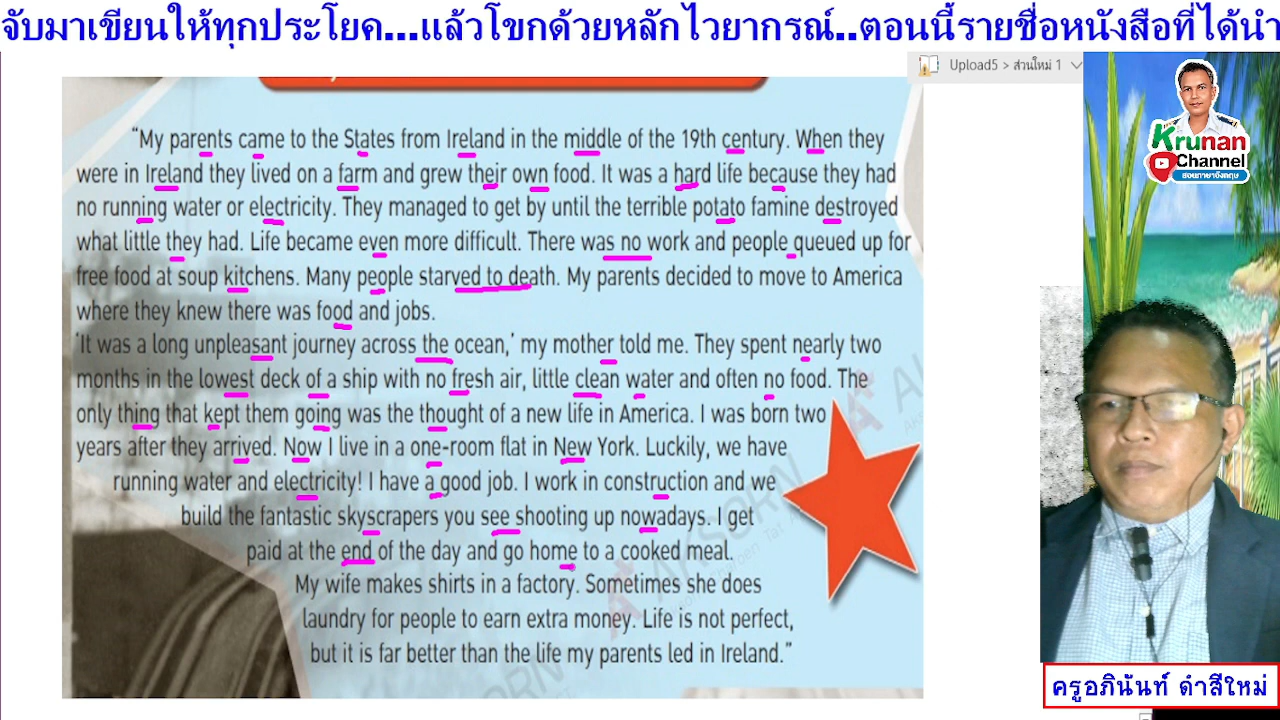 จับมาเขียนให้ทุกประโยค...แล้วโขกด้วยหลักไวยากรณ์..ตอนนี้รายชื่อหนังสือที่ได้นำ
Upload5 > ส่วนใหม่ 1
Krunan
Channel
สอนภาษาอังกฤษ
“My parents came to the States from Ireland in the middle of the 19th century. When they
were in Ireland they lived on a farm and grew their own food. It was a hard life because they had
no running water or electricity. They managed to get by until the terrible potato famine destroyed
what little they had. Life became even more difficult. There was no work and people queued up for
free food at soup kitchens. Many people starved to death. My parents decided to move to America
where they knew there was food and jobs.
‘It was a long unpleasant journey across the ocean,’ my mother told me. They spent nearly two
months in the lowest deck of a ship with no fresh air, little clean water and often no food. The
only thing that kept them going was the thought of a new life in America. I was born two
years after they arrived. Now I live in a one-room flat in New York. Luckily, we have
running water and electricity! I have a good job. I work in construction and we
build the fantastic skyscrapers you see shooting up nowadays. I get
paid at the end of the day and go home to a cooked meal.
My wife makes shirts in a factory. Sometimes she does
laundry for people to earn extra money. Life is not perfect,
but it is far better than the life my parents led in Ireland.”
ครูอภินันท์ ดำสีใหม่